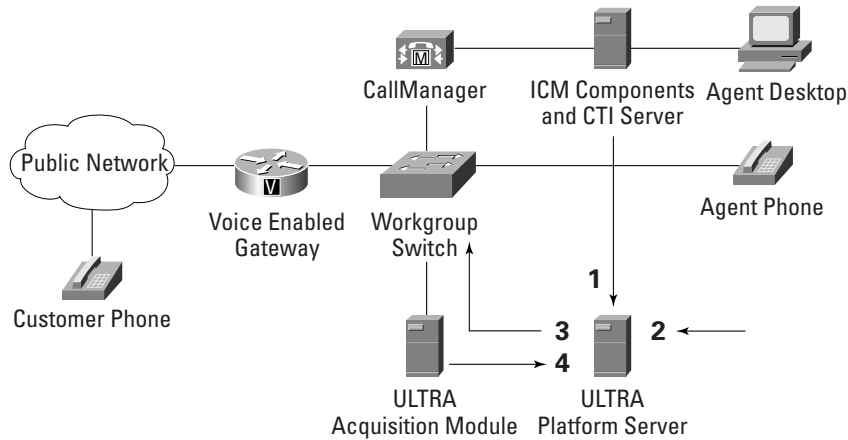 M
CallManager
ICM Components
and CTI Server
Agent Desktop
Public Network
V
Voice Enabled
Gateway
Workgroup
Switch
Agent Phone
Customer Phone
1
3
2
4
ULTRA
Acquisition Module
ULTRA
Platform Server